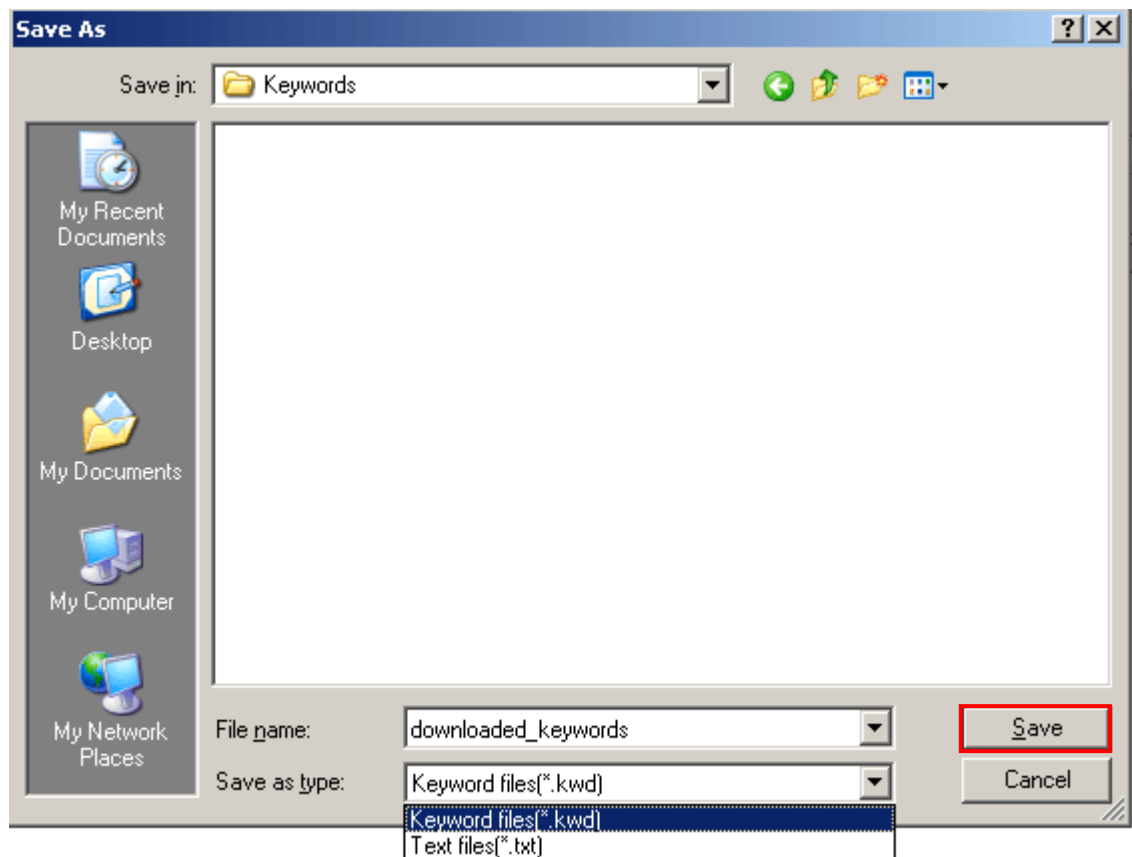 Save As
Save in: Keywords
My Recent
Documents
Desktop
My Documents
My Computer
My Network
Places
File name: downloaded_keywords Save
Save as type: Keyword files(*.kwd) Cancel
Keyword files(*.kwd)
Text files(*.txt)